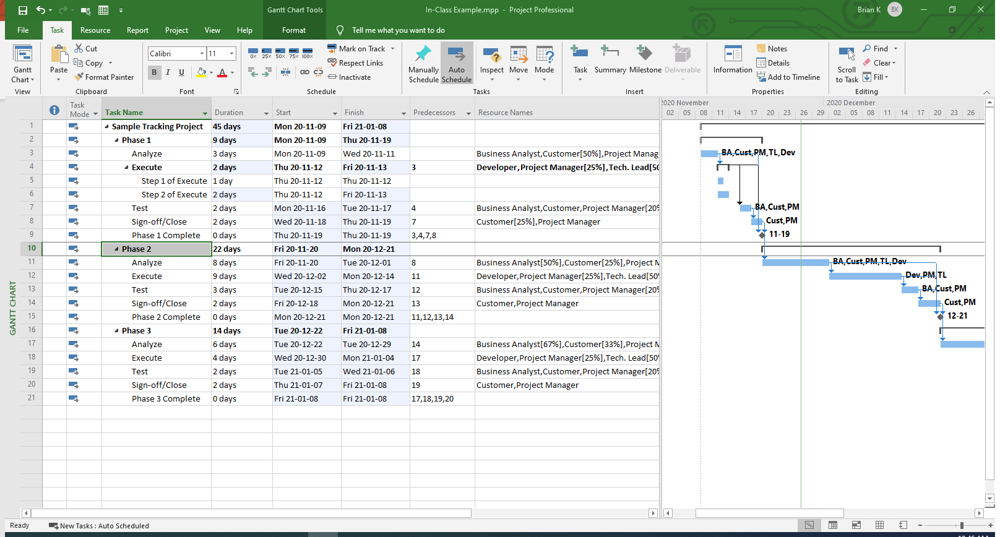 Gantt Chart Tools
In-Class Example.mpp - Project Professional
Brian K
BK
File
Task
Resource
Report
Project
View
Help
Format
Tell me what you want to do
Gantt
Chart
View
Paste
Cut
Copy
Format Painter
Clipboard
Calibri
11
B I U
A
Font
0% 25% 50% 75% 100%
Mark on Track
Respect Links
Inactivate
Schedule
Manually
Schedule
Auto
Schedule
Inspect
Move
Mode
Tasks
Task
Summary
Milestone
Deliverable
Insert
Information
Notes
Details
Add to Timeline
Properties
Scroll
to Task
Find
Clear
Fill
Editing
Task Mode Task Name Duration Start Finish Predecessors Resource Names
1 Sample Tracking Project 45 days Mon 20-11-09 Fri 21-01-08
2 Phase 1 9 days Mon 20-11-09 Thu 20-11-19
3 Analyze 3 days Mon 20-11-09 Wed 20-11-11 Business Analyst,Customer[50%],Project Manag
4 Execute 2 days Thu 20-11-12 Fri 20-11-13 3 Developer,Project Manager[25%],Tech. Lead[50
5 Step 1 of Execute 1 day Thu 20-11-12 Thu 20-11-12
6 Step 2 of Execute 2 days Thu 20-11-12 Fri 20-11-13
7 Test 2 days Mon 20-11-16 Tue 20-11-17 4 Business Analyst,Customer,Project Manager[20%
8 Sign-off/Close 2 days Wed 20-11-18 Thu 20-11-19 7 Customer[25%],Project Manager
9 Phase 1 Complete 0 days Thu 20-11-19 Thu 20-11-19 3,4,7,8
10 Phase 2 22 days Fri 20-11-20 Mon 20-12-21
11 Analyze 8 days Fri 20-11-20 Tue 20-12-01 8 Business Analyst[50%],Customer[25%],Project M
12 Execute 9 days Wed 20-12-02 Mon 20-12-14 11 Developer,Project Manager[25%],Tech. Lead[50%
13 Test 3 days Tue 20-12-15 Thu 20-12-17 12 Business Analyst,Customer,Project Manager[20%
14 Sign-off/Close 2 days Fri 20-12-18 Mon 20-12-21 13 Customer,Project Manager
15 Phase 2 Complete 0 days Mon 20-12-21 Mon 20-12-21 11,12,13,14
16 Phase 3 14 days Tue 20-12-22 Fri 21-01-08
17 Analyze 6 days Tue 20-12-22 Tue 20-12-29 14 Business Analyst[67%],Customer[33%],Project M
18 Execute 4 days Wed 20-12-30 Mon 21-01-04 17 Developer,Project Manager[25%],Tech. Lead[50%
19 Test 2 days Tue 21-01-05 Wed 21-01-06 18 Business Analyst,Customer,Project Manager[20%
20 Sign-off/Close 2 days Thu 21-01-07 Fri 21-01-08 19 Customer,Project Manager
21 Phase 3 Complete 0 days Fri 21-01-08 Fri 21-01-08 17,18,19,20
2020 November 2020 December
02 05 08 11 14 17 20 23 26 29 02 05 08 11 14 17 20 23 26
BA,Cust,PM,TL,Dev
BA,Cust,PM
Cust,PM
11-19
BA,Cust,PM,TL,Dev
Dev,PM,TL
BA,Cust,PM
Cust,PM
12-21
GANTT CHART
Ready
New Tasks : Auto Scheduled